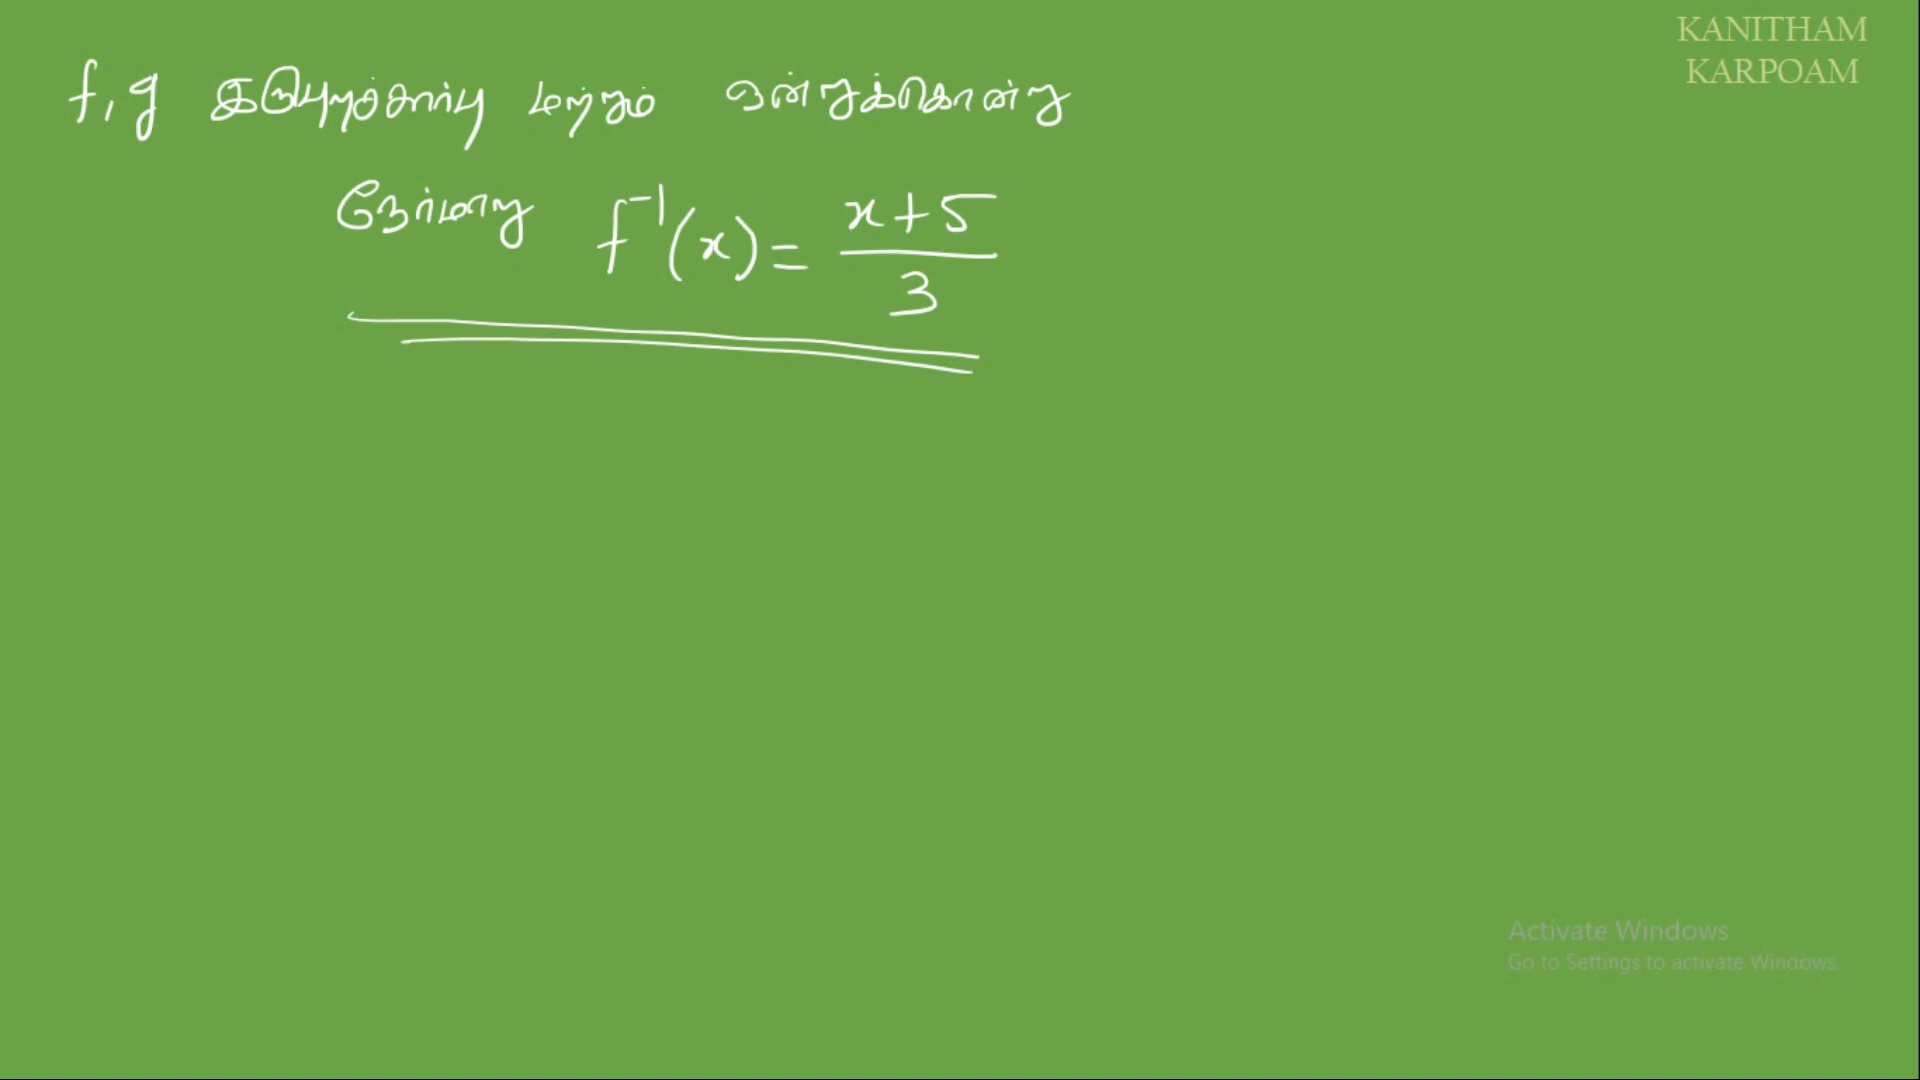 KANITHAM
KARPOAM
f, g இருபுறச்சார்பு மற்றும் ஒன்றுக்கொன்று
நேர்மாறு f⁻¹(x) = (x+5)/3
Activate Windows
Go to Settings to activate Windows.